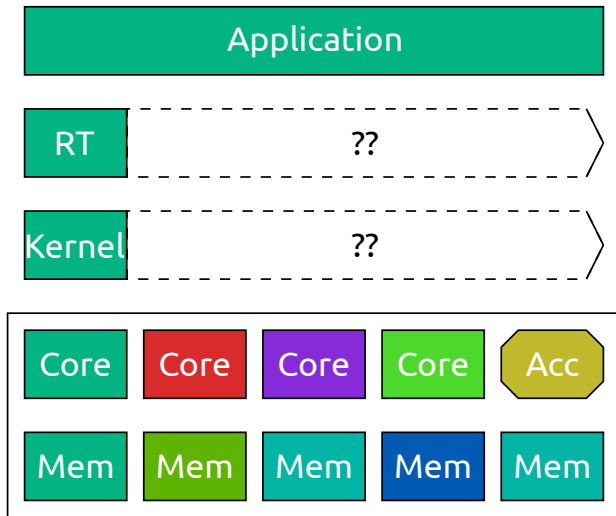 Application
RT ??
Kernel ??
Core Core Core Core Acc
Mem Mem Mem Mem Mem